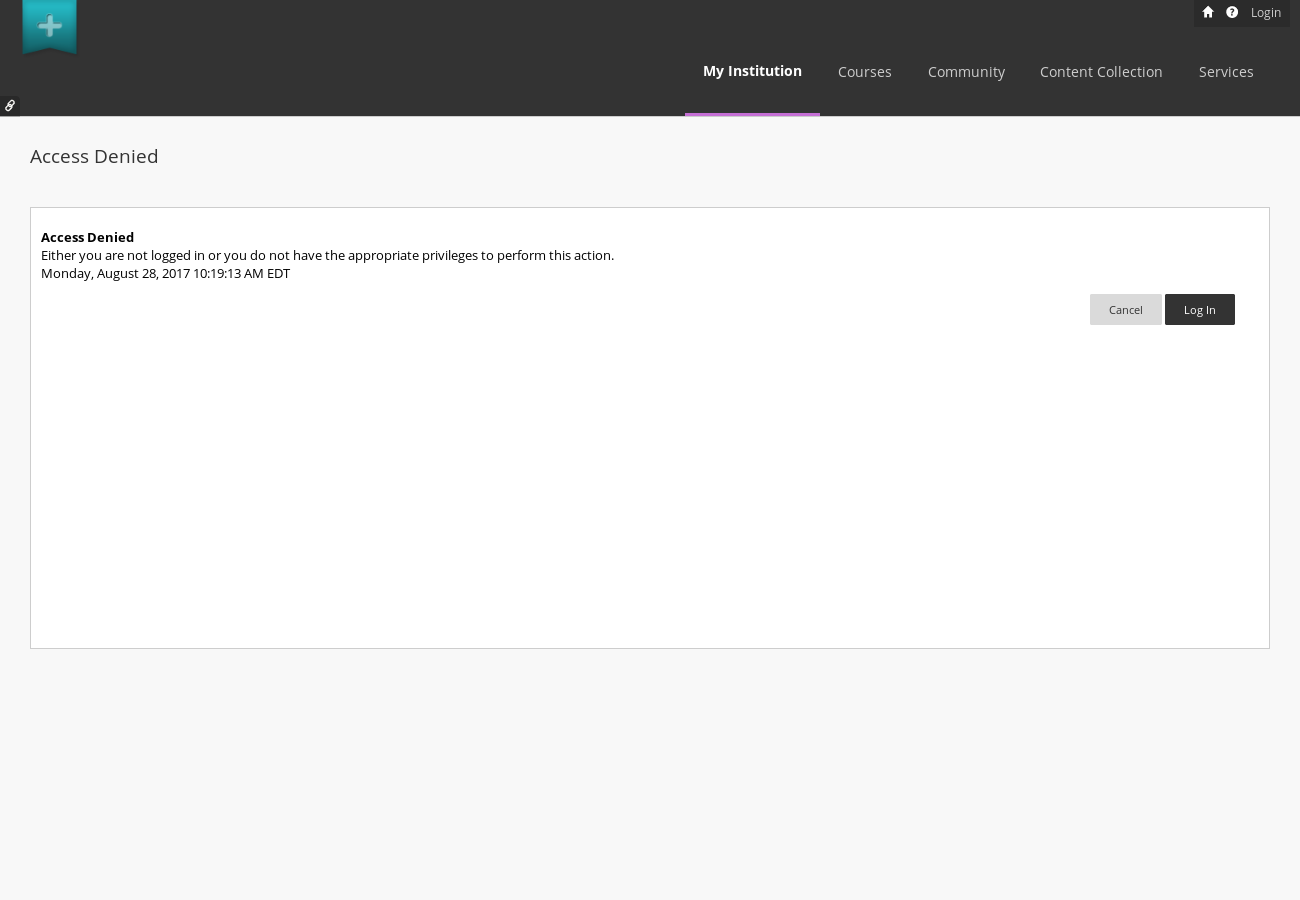 Login
My Institution
Courses
Community
Content Collection
Services
Access Denied
Access Denied
Either you are not logged in or you do not have the appropriate privileges to perform this action.
Monday, August 28, 2017 10:19:13 AM EDT
Cancel
Log In